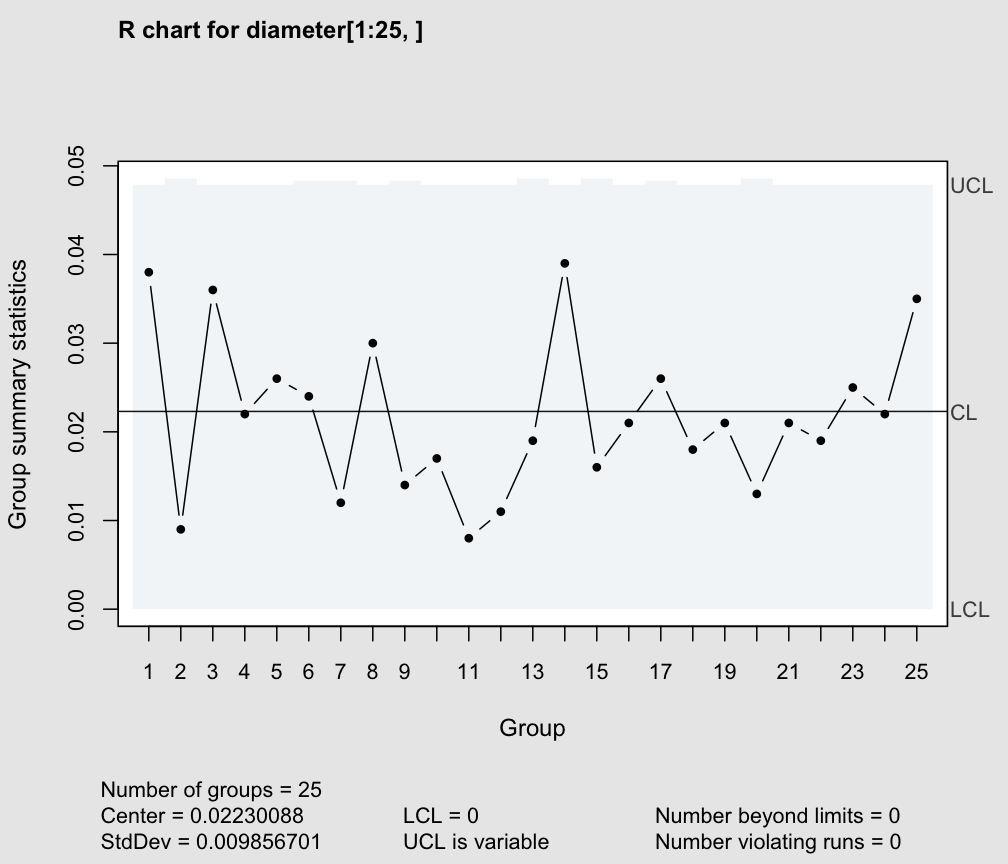 R chart for diameter[1:25, ]
Group summary statistics
0.05
0.04
0.03
0.02
0.01
0.00
UCL
CL
LCL
1 2 3 4 5 6 7 8 9 11 13 15 17 19 21 23 25
Group
Number of groups = 25
Center = 0.02230088 LCL = 0 Number beyond limits = 0
StdDev = 0.009856701 UCL is variable Number violating runs = 0